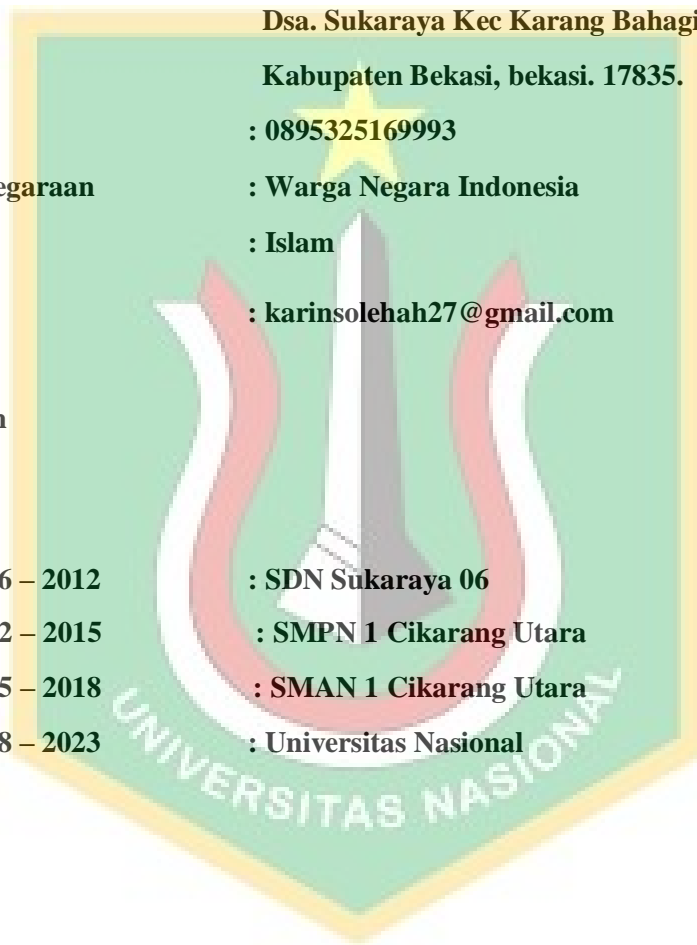 Dsa. Sukaraya Kec Karang Bahagi
Kabupaten Bekasi, bekasi. 17835.
: 0895325169993
egaraan : Warga Negara Indonesia
: Islam
: karinsolehah27@gmail.com
n
6 – 2012 : SDN Sukaraya 06
2 – 2015 : SMPN 1 Cikarang Utara
5 – 2018 : SMAN 1 Cikarang Utara
8 – 2023 : Universitas Nasional
UNIVERSITAS NASIONAL